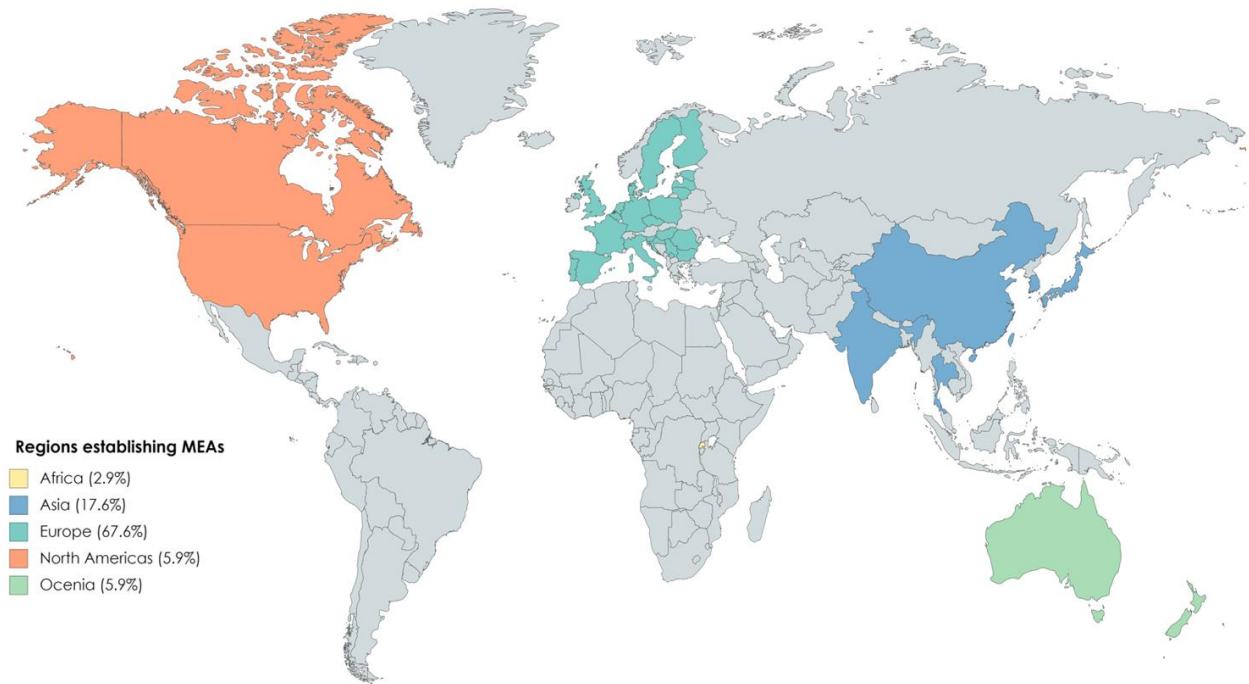 Regions establishing MEAs
Africa (2.9%)
Asia (17.6%)
Europe (67.6%)
North Americas (5.9%)
Ocenia (5.9%)